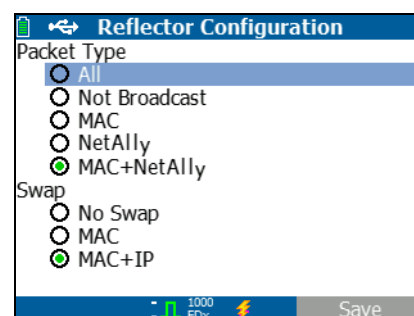 Reflector Configuration
Packet Type
All
Not Broadcast
MAC
NetAlly
MAC+NetAlly
Swap
No Swap
MAC
MAC+IP
1000
FDx
Save